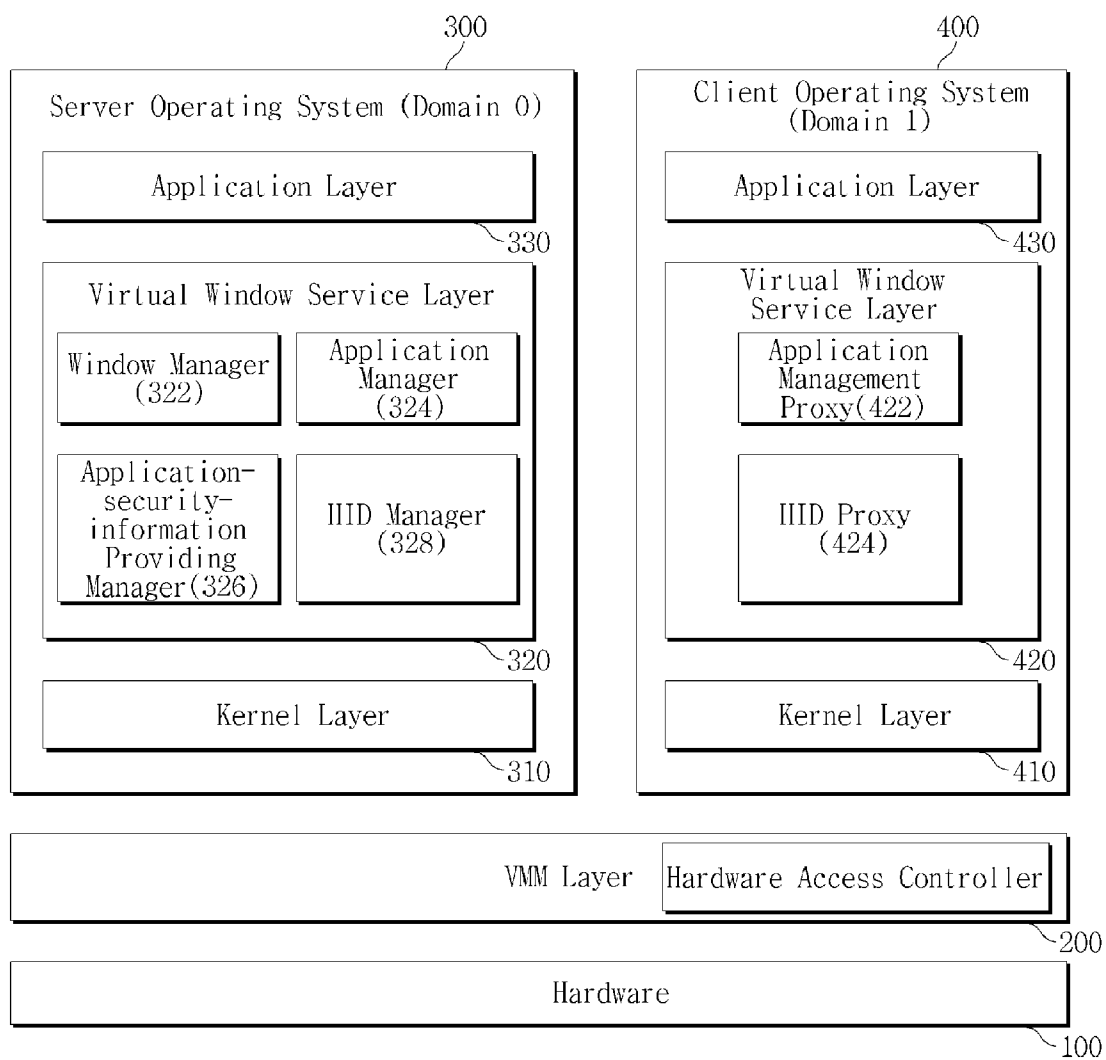 300
400
Server Operating System (Domain 0)
Client Operating System
(Domain 1)
Application Layer
330
Application Layer
430
Virtual Window Service Layer
Window Manager
(322)
Application
Manager
(324)
Application-
security-
information
Providing
Manager(326)
HID Manager
(328)
320
Virtual Window
Service Layer
Application
Management
Proxy(422)
HID Proxy
(424)
420
Kernel Layer
310
Kernel Layer
410
VMM Layer
Hardware Access Controller
200
Hardware
100